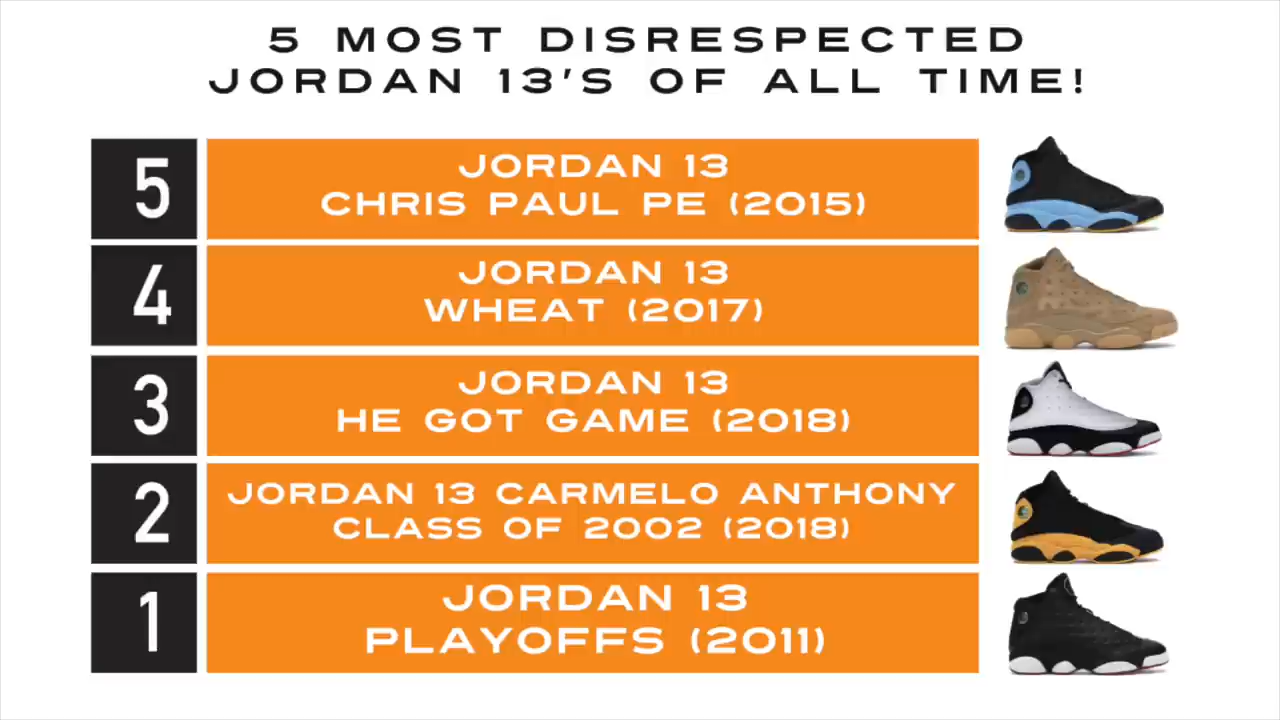 5 MOST DISRESPECTED
JORDAN 13'S OF ALL TIME!
5
JORDAN 13
CHRIS PAUL PE (2015)
4
JORDAN 13
WHEAT (2017)
3
JORDAN 13
HE GOT GAME (2018)
2
JORDAN 13 CARMELO ANTHONY
CLASS OF 2002 (2018)
1
JORDAN 13
PLAYOFFS (2011)